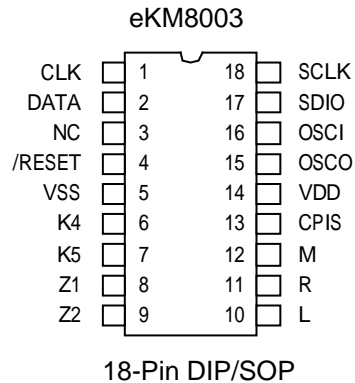 eKM8003
CLK 1 18 SCLK
DATA 2 17 SDIO
NC 3 16 OSCI
/RESET 4 15 OSCO
VSS 5 14 VDD
K4 6 13 CPIS
K5 7 12 M
Z1 8 11 R
Z2 9 10 L
18-Pin DIP/SOP